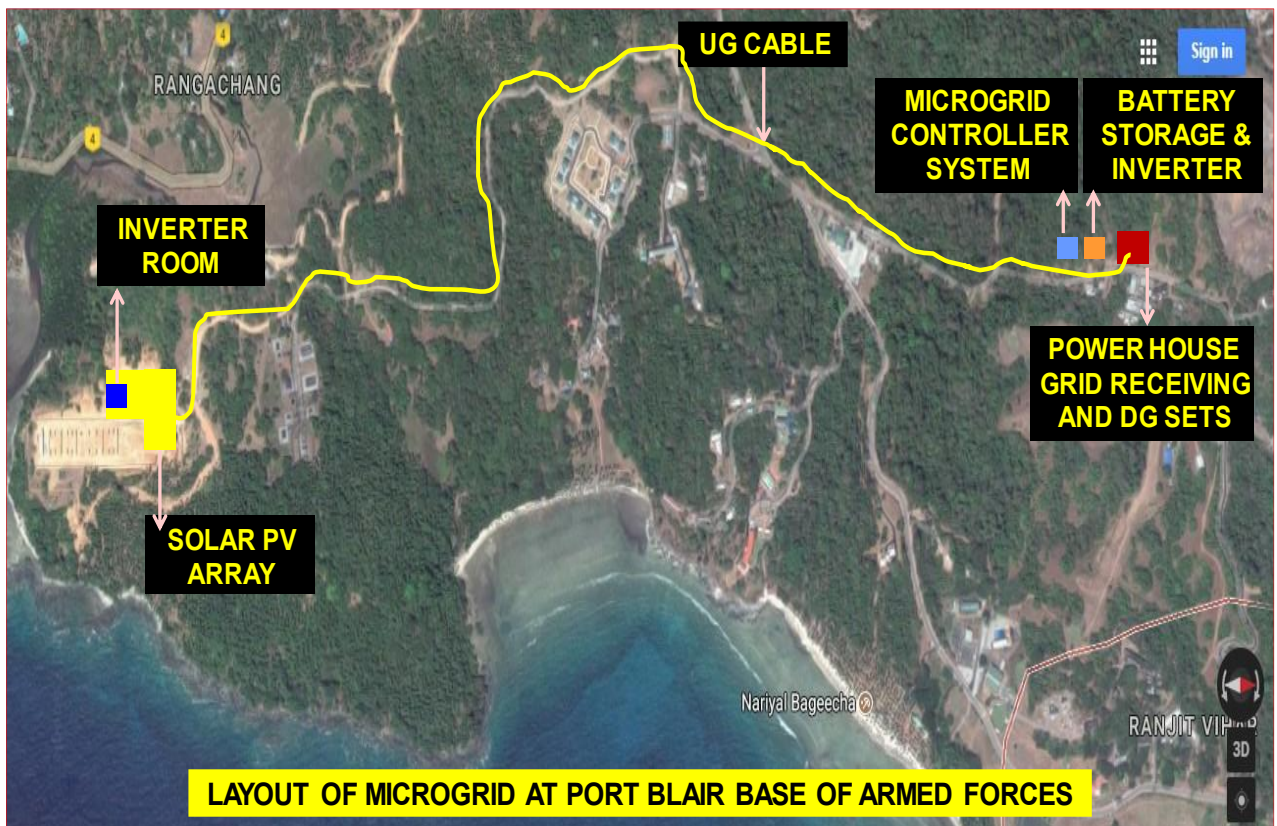 4
RANGACHANG
4
UG CABLE
Sign in
MICROGRID
CONTROLLER
SYSTEM
BATTERY
STORAGE &
INVERTER
INVERTER
ROOM
POWER HOUSE
GRID RECEIVING
AND DG SETS
SOLAR PV
ARRAY
Nariyal Bageecha
RANJIT VIHAR
3D
LAYOUT OF MICROGRID AT PORT BLAIR BASE OF ARMED FORCES